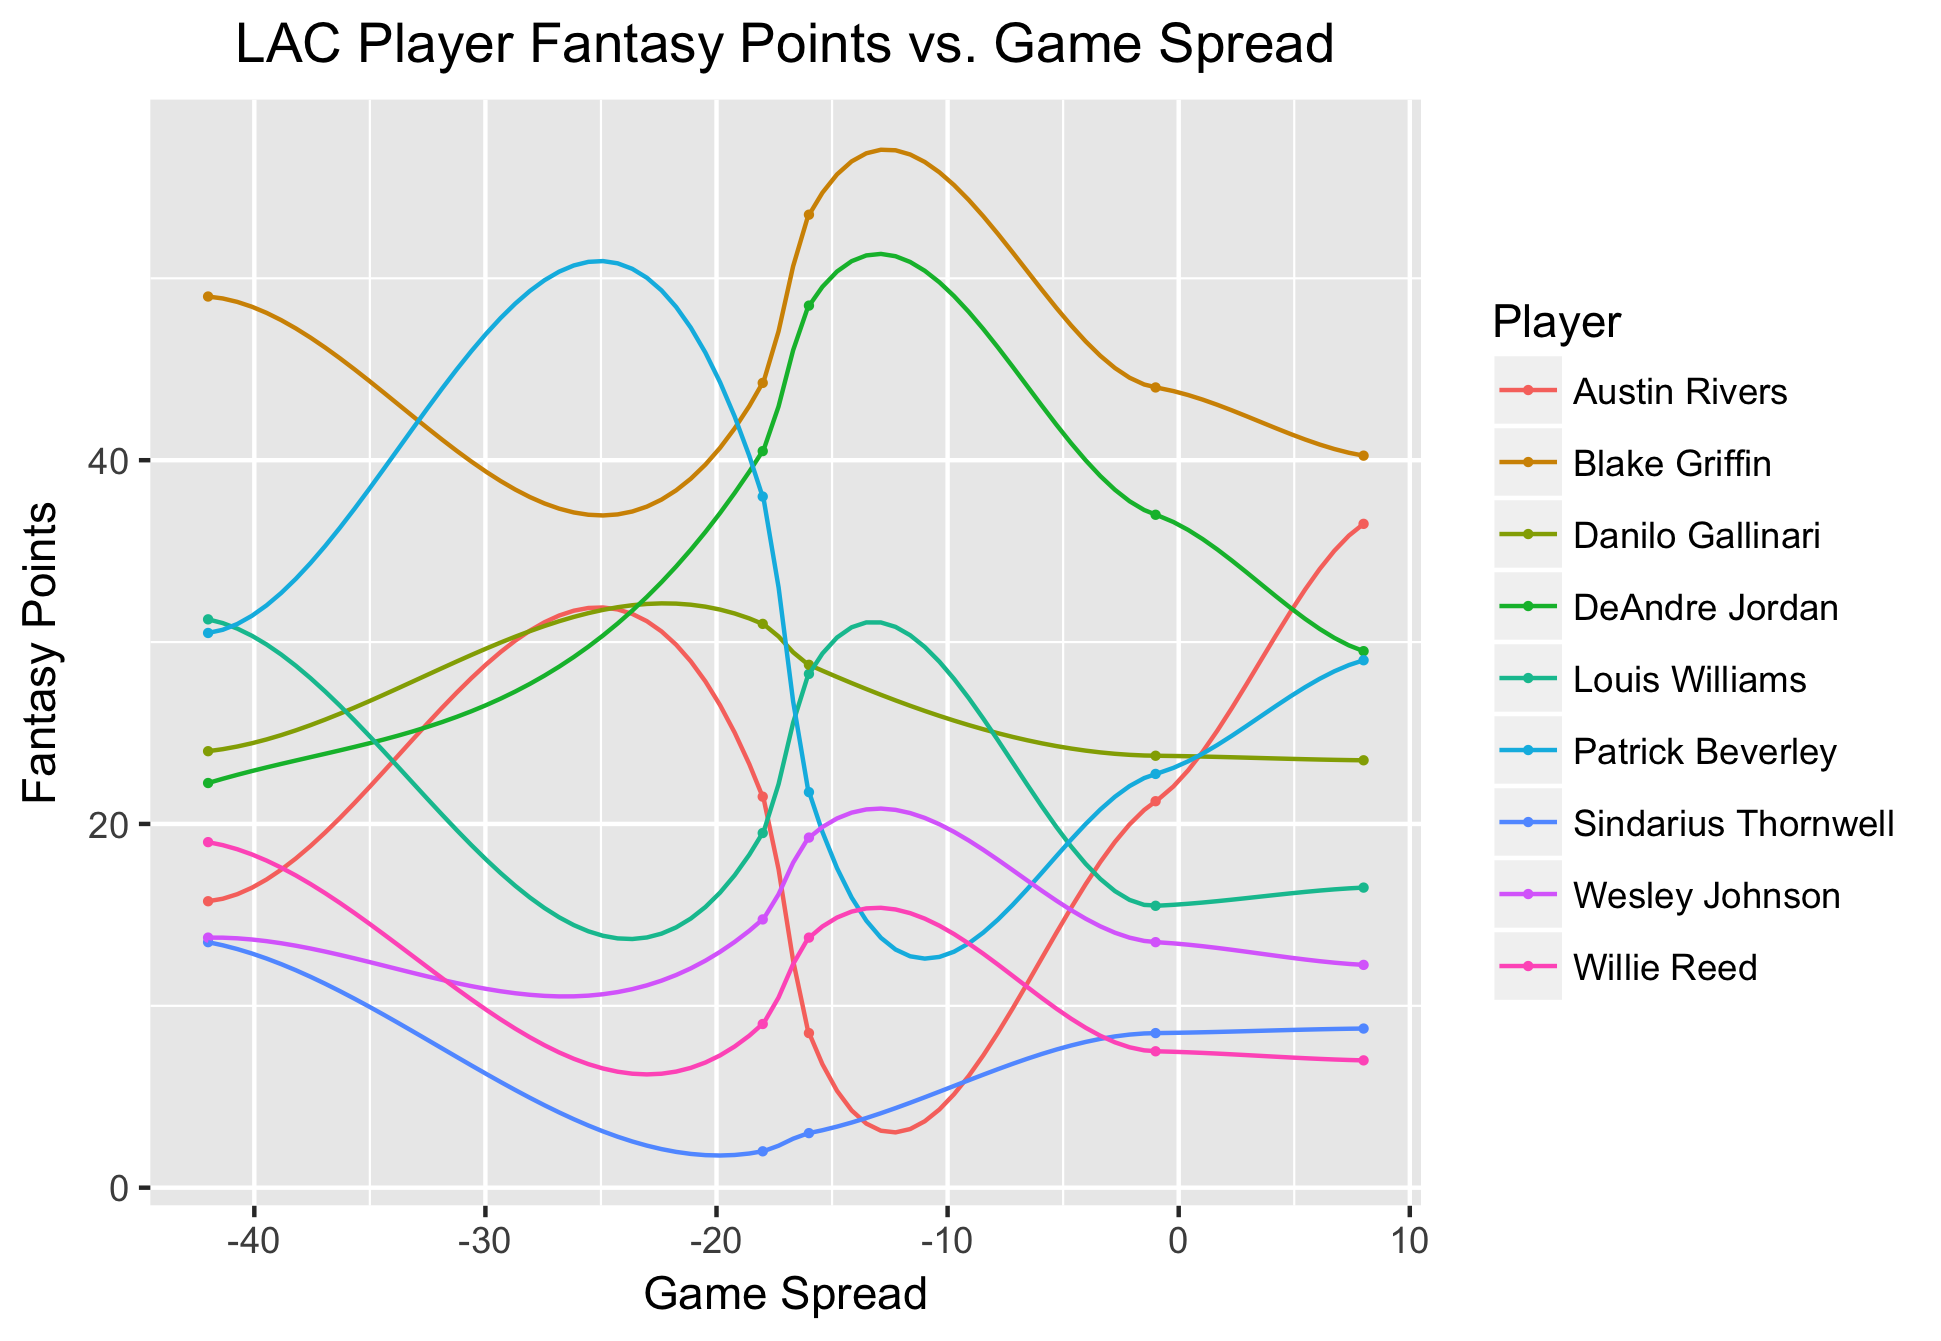 LAC Player Fantasy Points vs. Game Spread
Fantasy Points
40
20
0
-40
-30
-20
-10
0
10
Game Spread
Player
Austin Rivers
Blake Griffin
Danilo Gallinari
DeAndre Jordan
Louis Williams
Patrick Beverley
Sindarius Thornwell
Wesley Johnson
Willie Reed